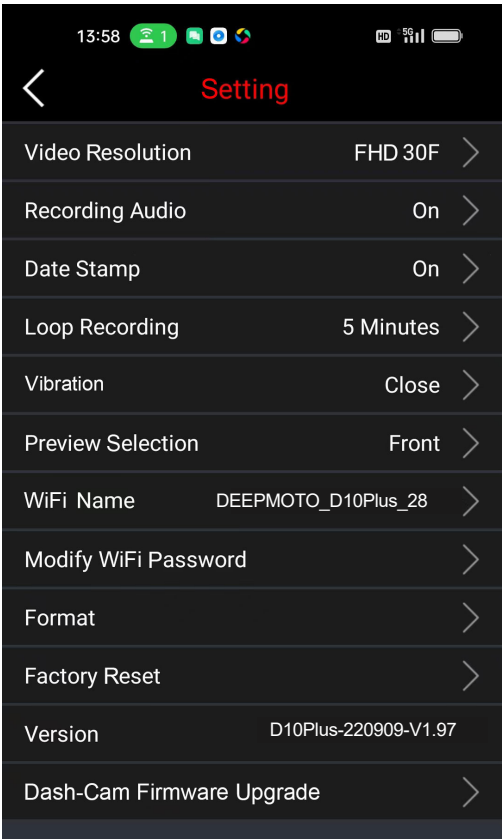 13:58 1 HD 5G
Setting
Video Resolution FHD 30F
Recording Audio On
Date Stamp On
Loop Recording 5 Minutes
Vibration Close
Preview Selection Front
WiFi Name DEEPMOTO_D10Plus_28
Modify WiFi Password
Format
Factory Reset
Version D10Plus-220909-V1.97
Dash-Cam Firmware Upgrade